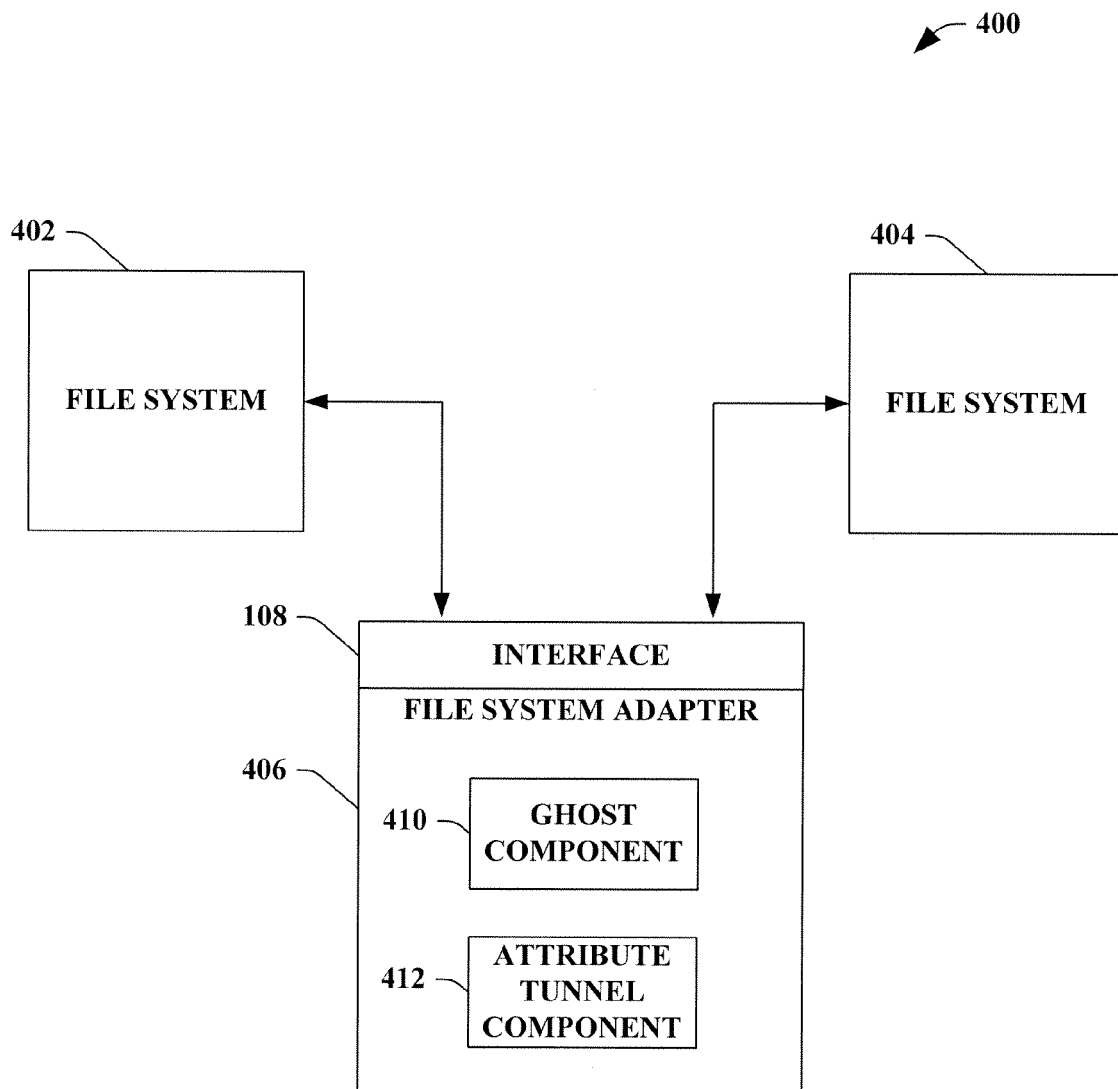 400
402
404
FILE SYSTEM
FILE SYSTEM
108
INTERFACE
FILE SYSTEM ADAPTER
406
410
GHOST
COMPONENT
412
ATTRIBUTE
TUNNEL
COMPONENT